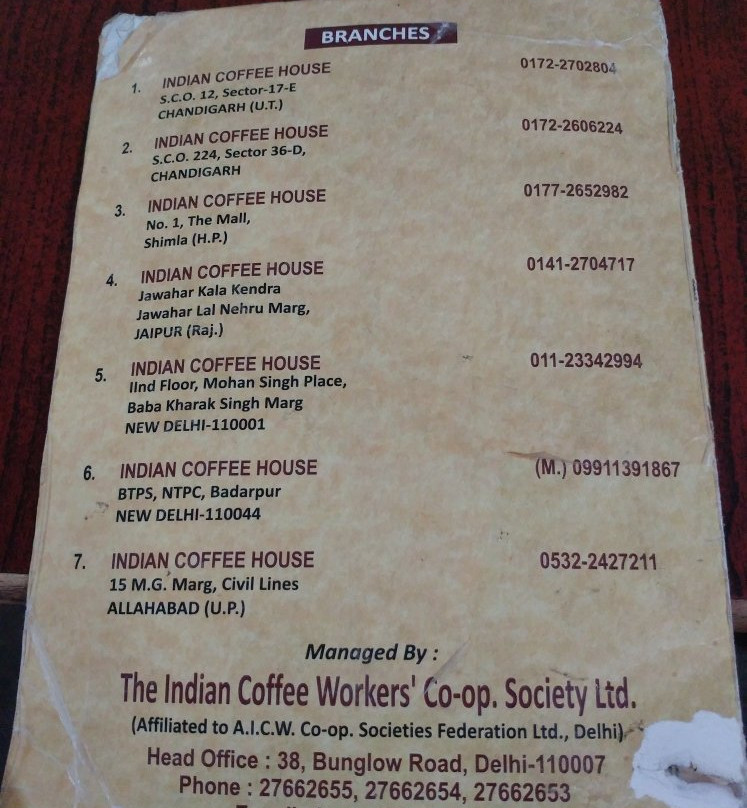 BRANCHES :
1. INDIAN COFFEE HOUSE 0172-2702804
S.C.O. 12, Sector-17-E
CHANDIGARH (U.T.)
2. INDIAN COFFEE HOUSE 0172-2606224
S.C.O. 224, Sector 36-D,
CHANDIGARH
3. INDIAN COFFEE HOUSE 0177-2652982
No. 1, The Mall,
Shimla (H.P.)
4. INDIAN COFFEE HOUSE 0141-2704717
Jawahar Kala Kendra
Jawahar Lal Nehru Marg,
JAIPUR (Raj.)
5. INDIAN COFFEE HOUSE 011-23342994
IInd Floor, Mohan Singh Place,
Baba Kharak Singh Marg
NEW DELHI-110001
6. INDIAN COFFEE HOUSE (M.) 09911391867
BTPS, NTPC, Badarpur
NEW DELHI-110044
7. INDIAN COFFEE HOUSE 0532-2427211
15 M.G. Marg, Civil Lines
ALLAHABAD (U.P.)
Managed By :
The Indian Coffee Workers' Co-op. Society Ltd.
(Affiliated to A.I.C.W. Co-op. Societies Federation Ltd., Delhi)
Head Office : 38, Bunglow Road, Delhi-110007
Phone : 27662655, 27662654, 27662653